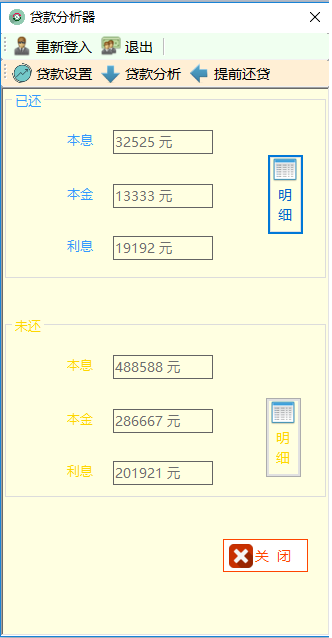 贷款分析器
重新登入 退出
贷款设置 贷款分析 提前还贷
已还
本息 32525 元
本金 13333 元
利息 19192 元
明
细
未还
本息 488588 元
本金 286667 元
利息 201921 元
明
细
关 闭